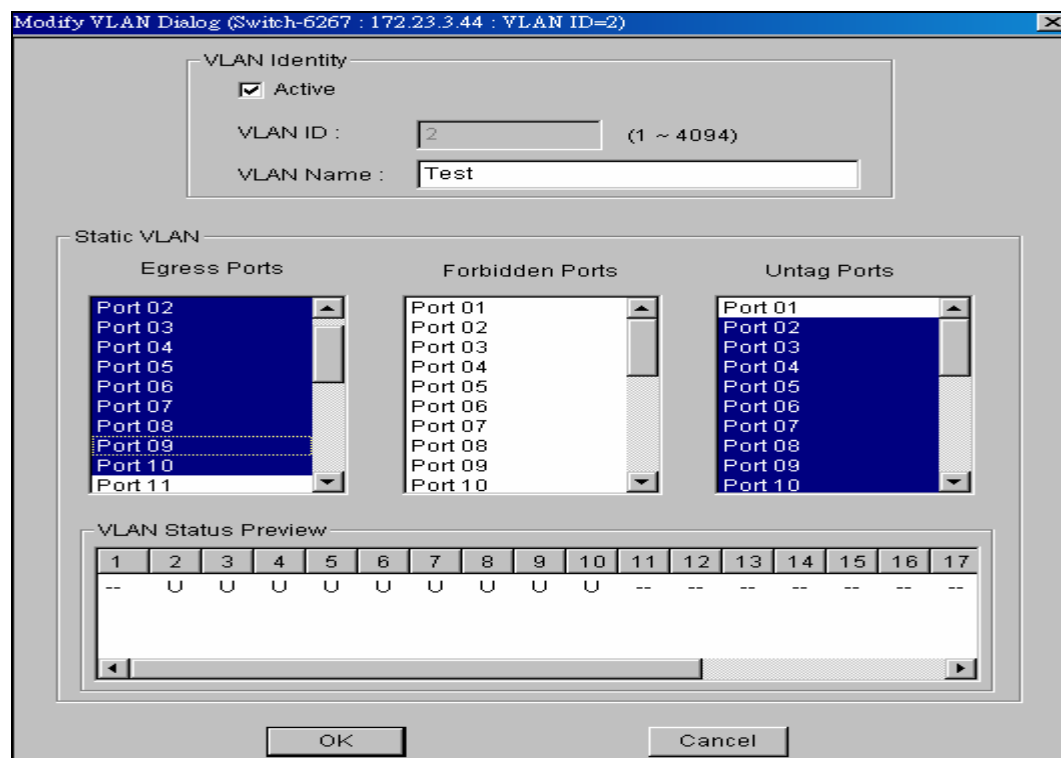 Modify VLAN Dialog (Switch-6267 : 172.23.3.44 : VLAN ID=2)
VLAN Identity
Active
VLAN ID : 2 (1 ~ 4094)
VLAN Name : Test
Static VLAN
Egress Ports
Port 02
Port 03
Port 04
Port 05
Port 06
Port 07
Port 08
Port 09
Port 10
Port 11
Forbidden Ports
Port 01
Port 02
Port 03
Port 04
Port 05
Port 06
Port 07
Port 08
Port 09
Port 10
Untag Ports
Port 01
Port 02
Port 03
Port 04
Port 05
Port 06
Port 07
Port 08
Port 09
Port 10
VLAN Status Preview
1 2 3 4 5 6 7 8 9 10 11 12 13 14 15 16 17
-- U U U U U U U U U -- -- -- -- -- -- --
OK Cancel